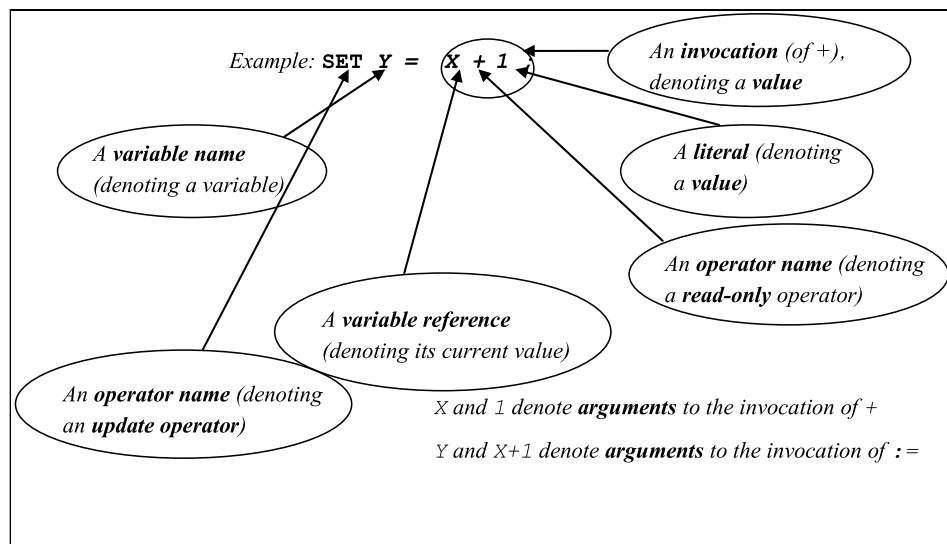 Example: SET Y = X + 1 ;
An invocation (of +),
denoting a value
A variable name
(denoting a variable)
A literal (denoting
a value)
An operator name (denoting
a read-only operator)
A variable reference
(denoting its current value)
An operator name (denoting
an update operator)
X and 1 denote arguments to the invocation of +
Y and X+1 denote arguments to the invocation of :=